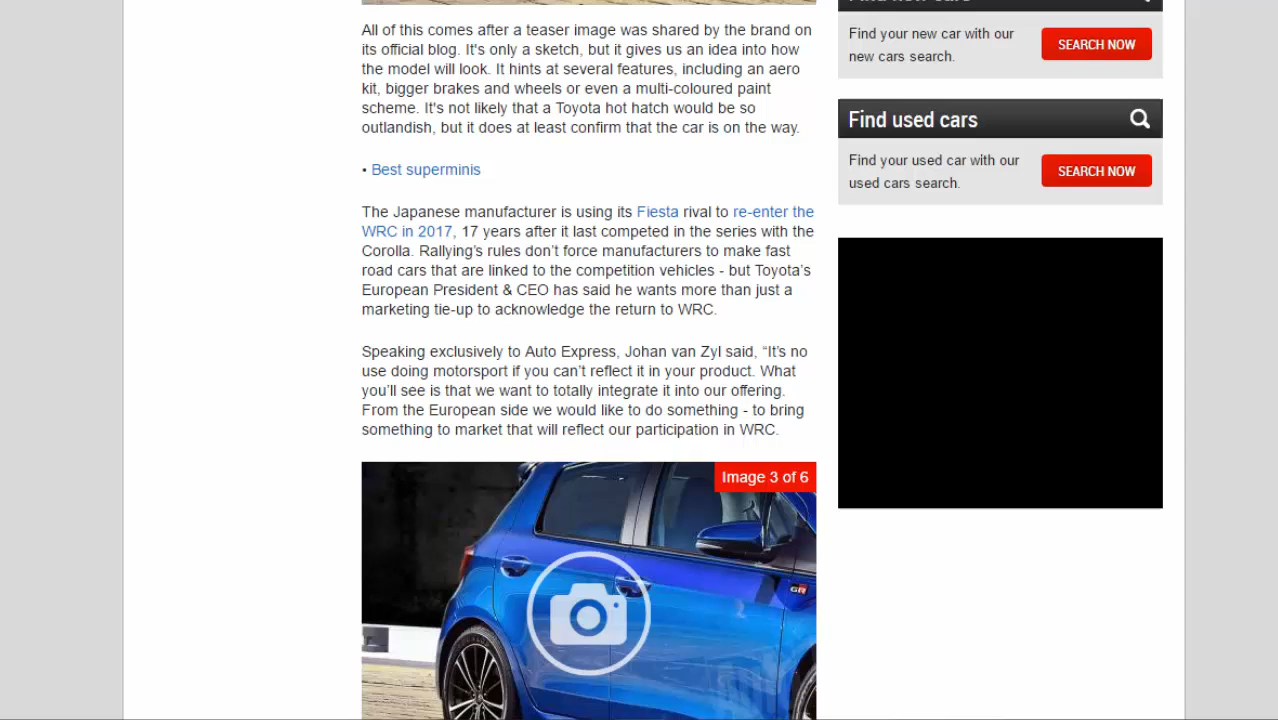 All of this comes after a teaser image was shared by the brand on
its official blog. It's only a sketch, but it gives us an idea into how
the model will look. It hints at several features, including an aero
kit, bigger brakes and wheels or even a multi-coloured paint
scheme. It's not likely that a Toyota hot hatch would be so
outlandish, but it does at least confirm that the car is on the way.
• Best superminis
The Japanese manufacturer is using its Fiesta rival to re-enter the
WRC in 2017, 17 years after it last competed in the series with the
Corolla. Rallying’s rules don’t force manufacturers to make fast
road cars that are linked to the competition vehicles - but Toyota’s
European President & CEO has said he wants more than just a
marketing tie-up to acknowledge the return to WRC.
Speaking exclusively to Auto Express, Johan van Zyl said, “It’s no
use doing motorsport if you can’t reflect it in your product. What
you’ll see is that we want to totally integrate it into our offering.
From the European side we would like to do something - to bring
something to market that will reflect our participation in WRC.
Image 3 of 6
GR
Find your new car with our
new cars search.
SEARCH NOW
Find used cars
Find your used car with our
used cars search.
SEARCH NOW